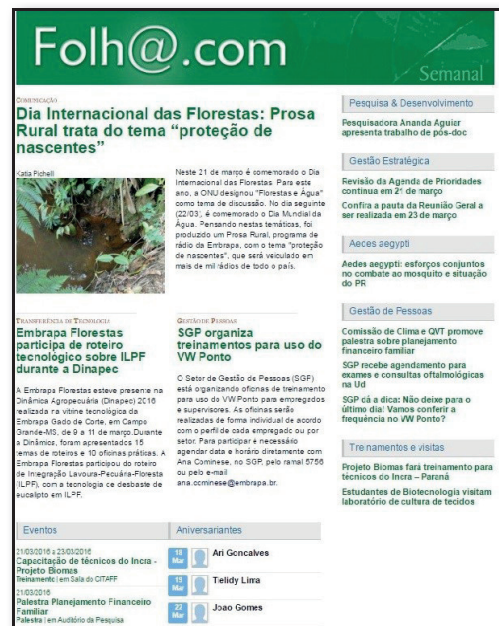 Folh@.com
Semanal
COMUNICAÇÃO
Dia Internacional das Florestas: Prosa
Rural trata do tema “proteção de
nascentes”
Katia Pichelli
Neste 21 de março é comemorado o Dia
Internacional das Florestas. Para este
ano, a ONU designou "Florestas e Água"
como tema de discussão. No dia seguinte
(22/03), é comemorado o Dia Mundial da
Água. Pensando nestas temáticas, foi
produzido um Prosa Rural, programa de
rádio da Embrapa, com o tema "proteção
de nascentes", que será veiculado em
mais de mil rádios de todo o país.
TRANSFERÊNCIA DE TECNOLOGIA
Embrapa Florestas
participa de roteiro
tecnológico sobre ILPF
durante a Dinapec
A Embrapa Florestas esteve presente na
Dinâmica Agropecuária (Dinapec) 2016
realizada na vitrine tecnológica da
Embrapa Gado de Corte, em Campo
Grande-MS, de 9 a 11 de março. Durante
a Dinâmica, foram apresentados 15
temas de roteiros e 10 oficinas práticas. A
Embrapa Florestas participou do roteiro
de Integração Lavoura-Pecuária-Floresta
(ILPF), com a tecnologia de desbaste de
eucalipto em ILPF.
GESTÃO DE PESSOAS
SGP organiza
treinamentos para uso do
VW Ponto
O Setor de Gestão de Pessoas (SGP)
está organizando oficinas de treinamento
para uso do VW Ponto para empregados
e supervisores. As oficinas serão
realizadas de forma individual de acordo
com o perfil de cada empregado ou por
setor. Para participar é necessário
agendar data e horário diretamente com
Ana Cominese, no SGP, pelo ramal 5756
ou pelo e-mail
ana.cominese@embrapa.br.
Eventos
21/03/2016 a 23/03/2016
Capacitação de técnicos do Incra -
Projeto Biomas
Treinamento | em Sala do CITAFF
21/03/2016
Palestra Planejamento Financeiro
Familiar
Palestra | em Auditório da Pesquisa
Aniversariantes
18
Mar
Ari Goncalves
19
Mar
Tielidy Lima
22
Mar
Joao Gomes
Pesquisa & Desenvolvimento
Pesquisadora Ananda Aguiar
apresenta trabalho de pós-doc
Gestão Estratégica
Revisão da Agenda de Prioridades
continua em 21 de março
Confira a pauta da Reunião Geral a
ser realizada em 23 de março
Aeces aegypti
Aedes aegypti: esforços conjuntos
no combate ao mosquito e situação
do PR
Gestão de Pessoas
Comissão de Clima e QVT promove
palestra sobre planejamento
financeiro familiar
SGP recebe agendamento para
exames e consultas oftalmológicas
na Ud
SGP dá a dica: Não deixe para o
último dia! Vamos conferir a
frequência no VW Ponto?
Treinamentos e visitas
Projeto Biomas fará treinamento para
técnicos do Incra – Paraná
Estudantes de Biotecnologia visitam
laboratório de cultura de tecidos